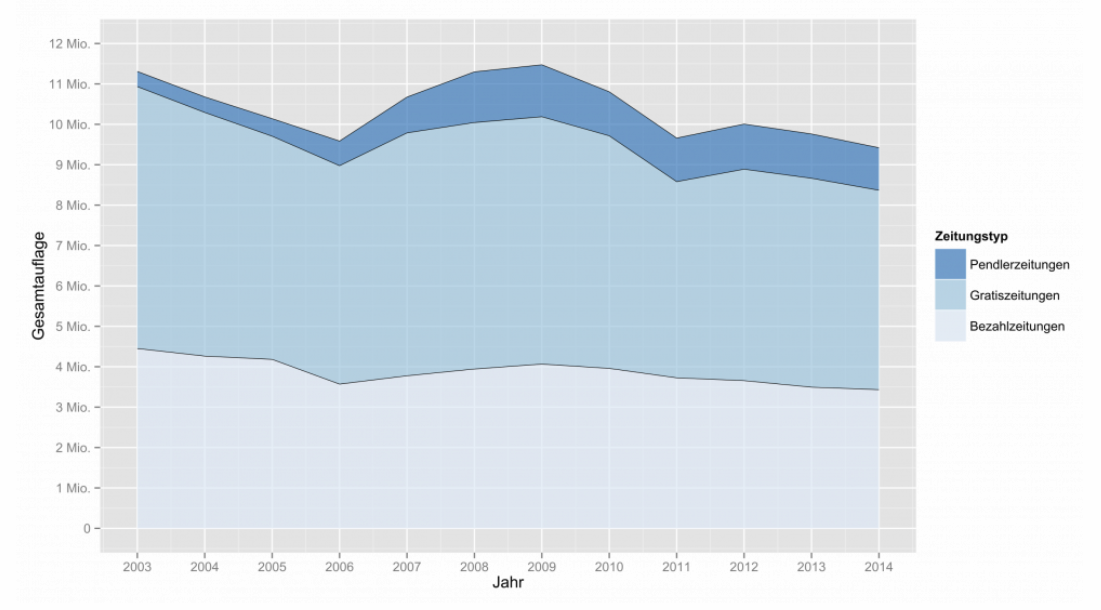 12 Mio.
11 Mio.
10 Mio.
9 Mio.
8 Mio.
7 Mio.
6 Mio.
5 Mio.
4 Mio.
3 Mio.
2 Mio.
1 Mio.
0
Gesamtauflage
2003 2004 2005 2006 2007 2008 2009 2010 2011 2012 2013 2014
Jahr
Zeitungstyp
Pendlerzeitungen
Gratiszeitungen
Bezahlzeitungen